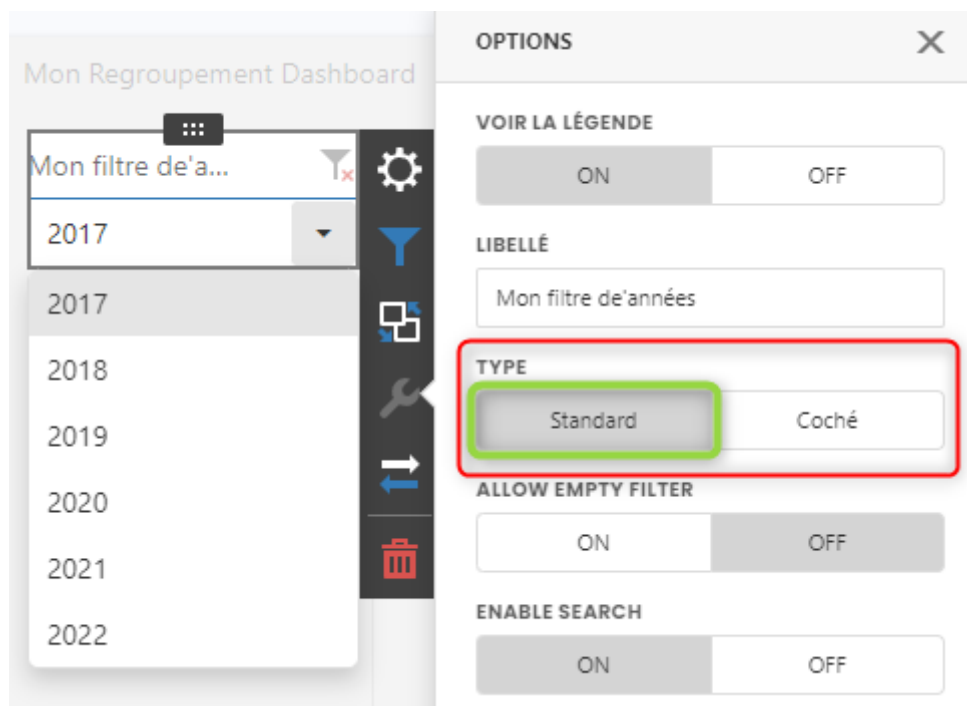 Mon Regroupement Dashboard
Mon filtre de'a...
2017
2017
2018
2019
2020
2021
2022
OPTIONS
VOIR LA LÉGENDE
ON OFF
LIBELLÉ
Mon filtre de'années
TYPE
Standard Coché
ALLOW EMPTY FILTER
ON OFF
ENABLE SEARCH
ON OFF